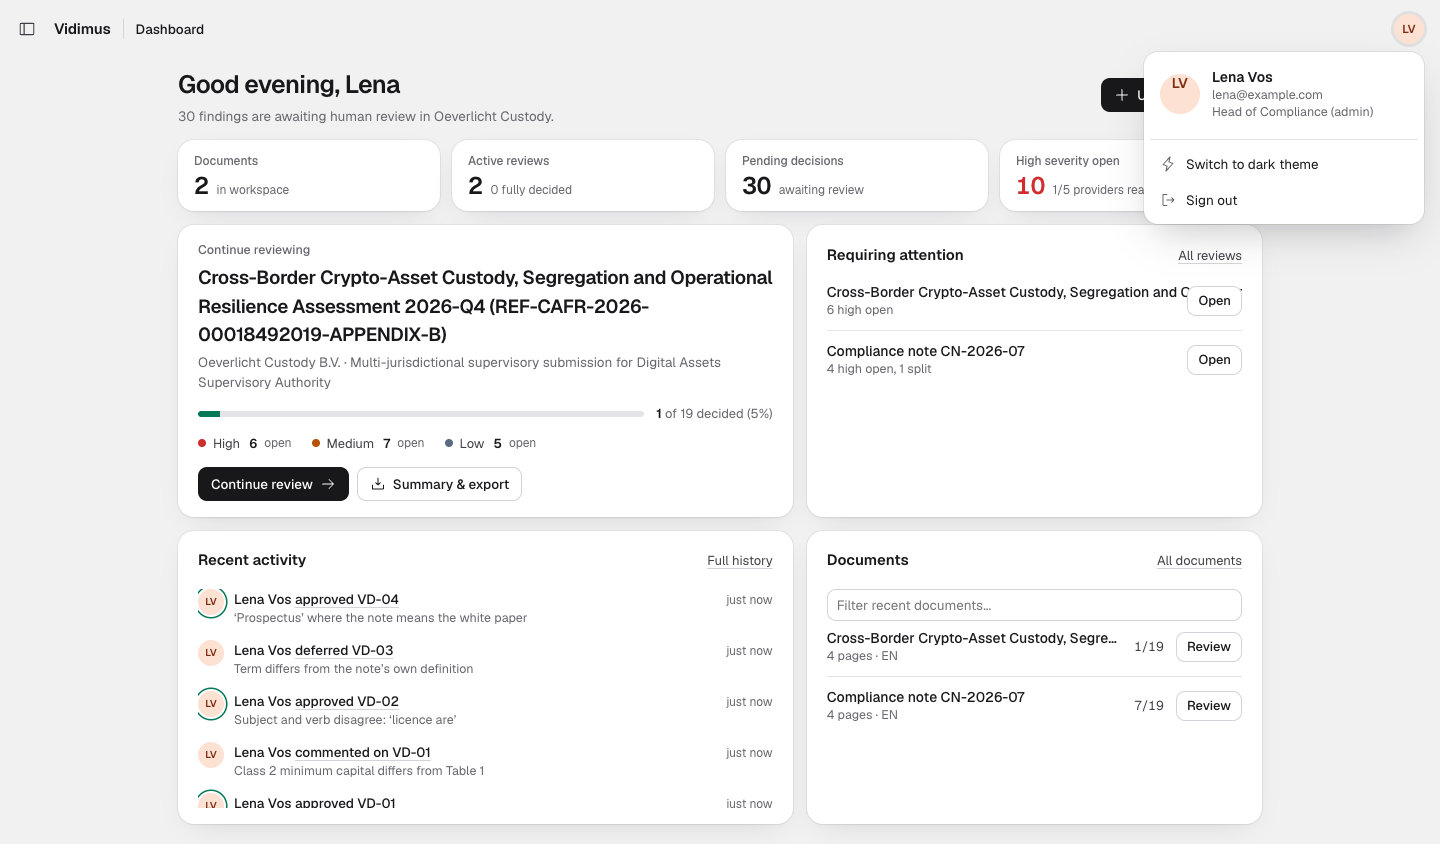 Vidimus
Dashboard
LV
Good evening, Lena
30 findings are awaiting human review in Oeverlicht Custody.
LV
Lena Vos
lena@example.com
Head of Compliance (admin)
Switch to dark theme
Sign out
Documents
2 in workspace
Active reviews
2 0 fully decided
Pending decisions
30 awaiting review
High severity open
10 1/5 providers
Continue reviewing
Cross-Border Crypto-Asset Custody, Segregation and Operational
Resilience Assessment 2026-Q4 (REF-CAFR-2026-
00018492019-APPENDIX-B)
Oeverlicht Custody B.V. · Multi-jurisdictional supervisory submission for Digital Assets
Supervisory Authority
1 of 19 decided (5%)
High 6 open
Medium 7 open
Low 5 open
Continue review
Summary & export
Requiring attention
All reviews
Cross-Border Crypto-Asset Custody, Segregation and
6 high open
Open
Compliance note CN-2026-07
4 high open, 1 split
Open
Recent activity
Full history
LV
Lena Vos approved VD-04
just now
‘Prospectus’ where the note means the white paper
LV
Lena Vos deferred VD-03
just now
Term differs from the note’s own definition
LV
Lena Vos approved VD-02
just now
Subject and verb disagree: ‘licence are’
LV
Lena Vos commented on VD-01
just now
Class 2 minimum capital differs from Table 1
LV
Lena Vos approved VD-01
just now
Documents
All documents
Filter recent documents…
Cross-Border Crypto-Asset Custody, Segre…
4 pages · EN
1/19
Review
Compliance note CN-2026-07
4 pages · EN
7/19
Review